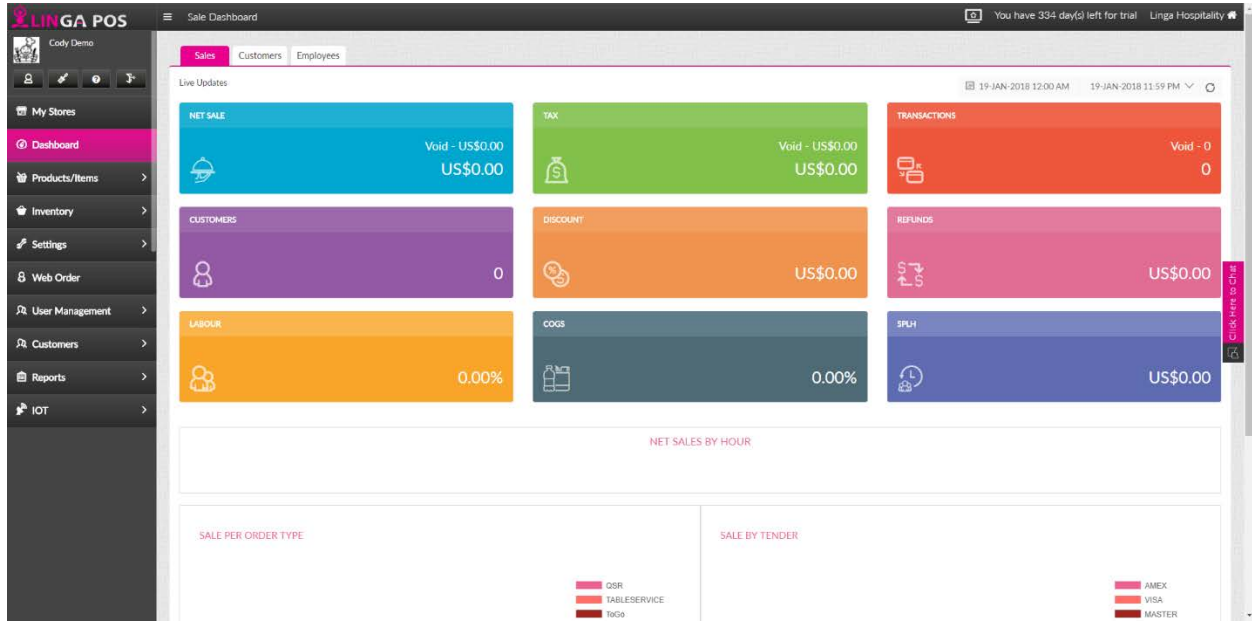 LINGA POS
Sale Dashboard
You have 334 day(s) left for trial Linga Hospitality
Cody Demo
My Stores
Dashboard
Products/Items
Inventory
Settings
Web Order
User Management
Customers
Reports
IOT
Sales Customers Employees
Live Updates
19-JAN-2018 12:00 AM 19-JAN-2018 11:59 PM
NET SALE
Void - US$0.00
US$0.00
TAX
Void - US$0.00
US$0.00
TRANSACTIONS
Void - 0
0
CUSTOMERS
0
DISCOUNT
US$0.00
REFUNDS
US$0.00
LABOUR
0.00%
COGS
0.00%
SPLH
US$0.00
Click Here to Chat
NET SALES BY HOUR
SALE PER ORDER TYPE
QSR
TABLESERVICE
ToGo
SALE BY TENDER
AMEX
VISA
MASTER